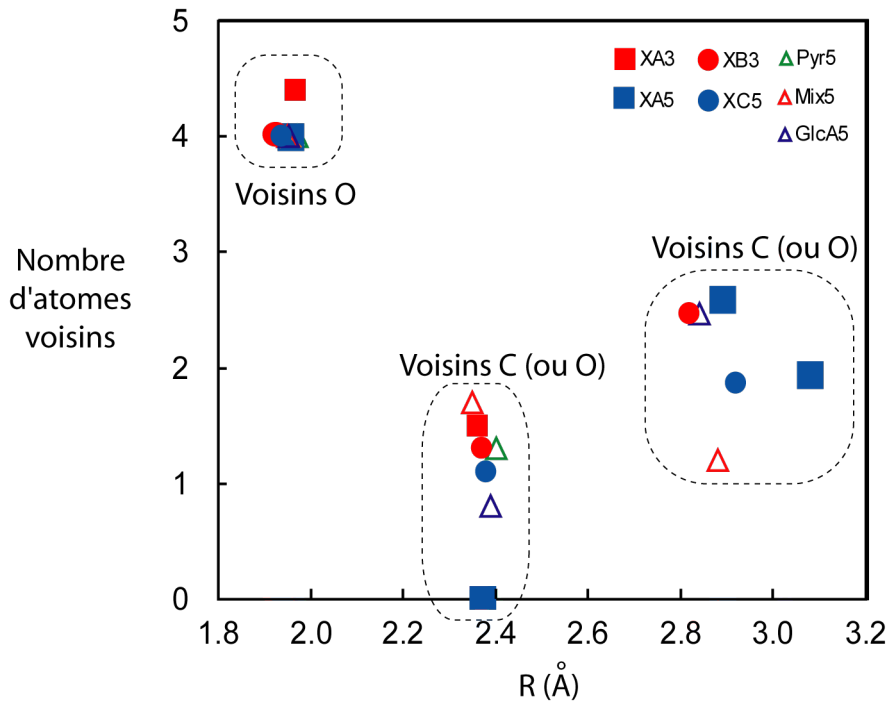 5
XA3
XB3
Pyr5
XA5
XC5
Mix5
GlcA5
4
Voisins O
3
Nombre
d'atomes
voisins
Voisins C (ou O)
2
Voisins C (ou O)
1
0
1.8 2.0 2.2 2.4 2.6 2.8 3.0 3.2
R (Å)